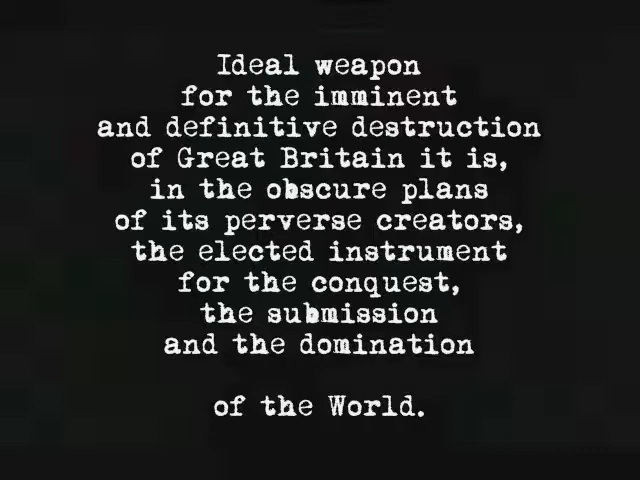 Ideal weapon
for the imminent
and definitive destruction
of Great Britain it is,
in the obscure plans
of its perverse creators,
the elected instrument
for the conquest,
the submission
and the domination
of the World.